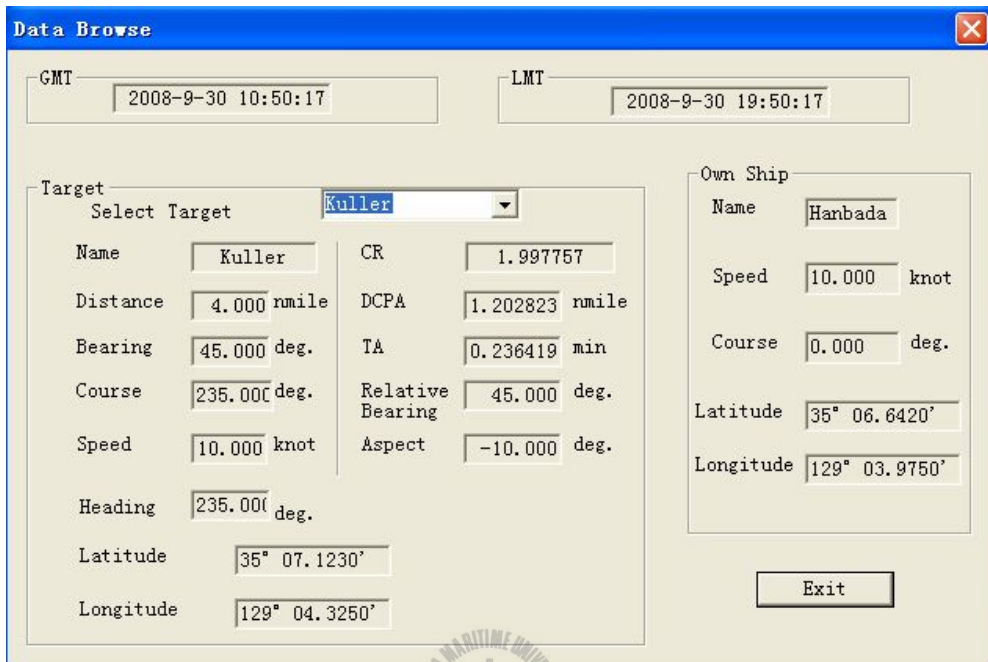 Data Browse
GMT
2008-9-30 10:50:17
LMT
2008-9-30 19:50:17
Target
Select Target Kuller
Name Kuller
Distance 4.000 nmile
Bearing 45.000 deg.
Course 235.000 deg.
Speed 10.000 knot
CR 1.997757
DCPA 1.202823 nmile
TA 0.236419 min
Relative Bearing 45.000 deg.
Aspect -10.000 deg.
Heading 235.00 deg.
Latitude 35° 07.1230'
Longitude 129° 04.3250'
Own Ship
Name Hanbada
Speed 10.000 knot
Course 0.000 deg.
Latitude 35° 06.6420'
Longitude 129° 03.9750'
Exit
MARITIME